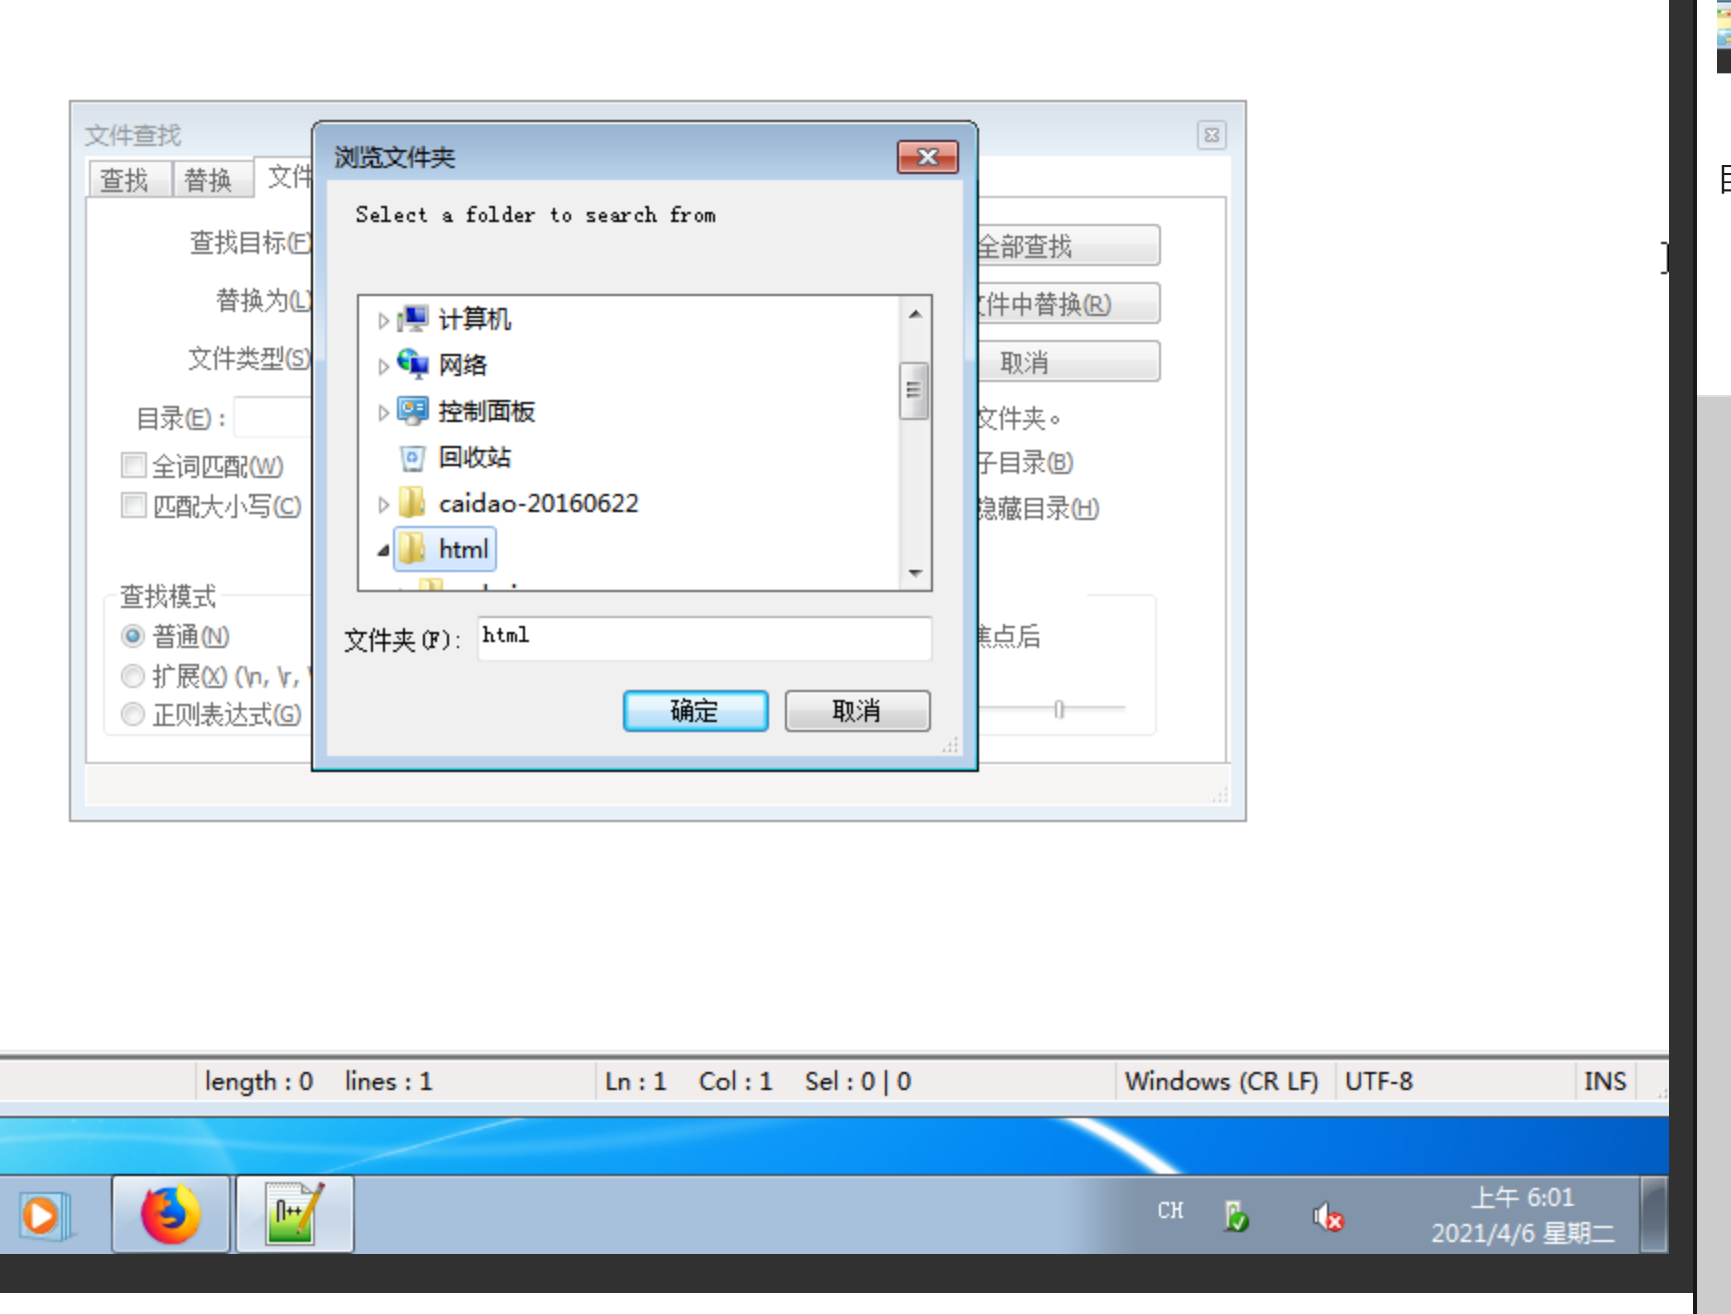 文件查找
浏览文件夹
查找 替换 文件
Select a folder to search from
查找目标(F)
全部查找
替换为(L)
文件中替换(R)
计算机
文件类型(S)
网络
取消
目录(E) :
控制面板
文件夹。
全词匹配(W)
回收站
子目录(B)
匹配大小写(C)
caidao-20160622
隐藏目录(H)
html
查找模式
普通(N)
文件夹(F):
html
焦点后
扩展(X) (\n, \r, \
正则表达式(G)
确定
取消
length : 0 lines : 1 Ln : 1 Col : 1 Sel : 0 | 0 Windows (CR LF) UTF-8 INS
CH
上午 6:01
2021/4/6 星期二